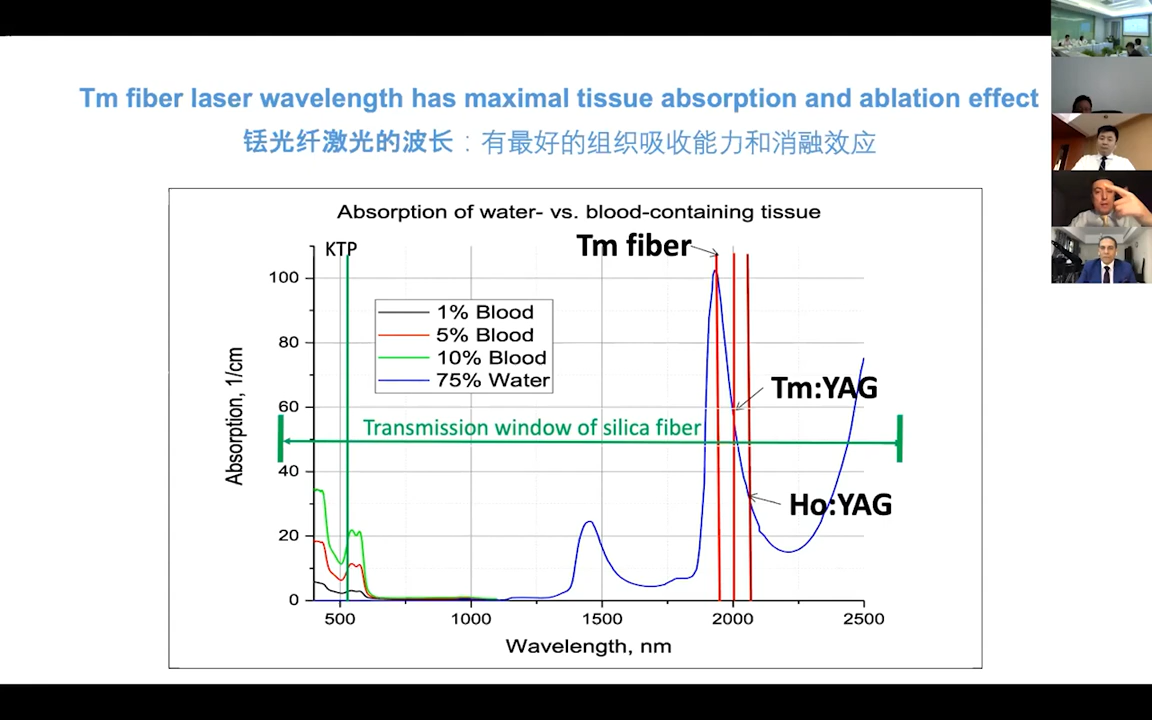 Tm fiber laser wavelength has maximal tissue absorption and ablation effect
铥光纤激光的波长：有最好的组织吸收能力和消融效应
Absorption of water- vs. blood-containing tissue
KTP
Tm fiber
100
1% Blood
5% Blood
10% Blood
75% Water
80
Tm:YAG
60
Transmission window of silica fiber
Absorption, 1/cm
40
Ho:YAG
20
0
500
1000
1500
2000
2500
Wavelength, nm